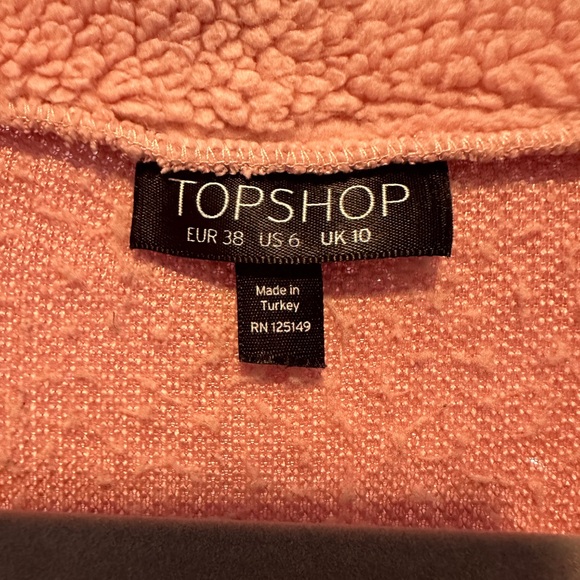 TOPSHOP
EUR 38 US 6 UK 10
Made in
Turkey
RN 125149